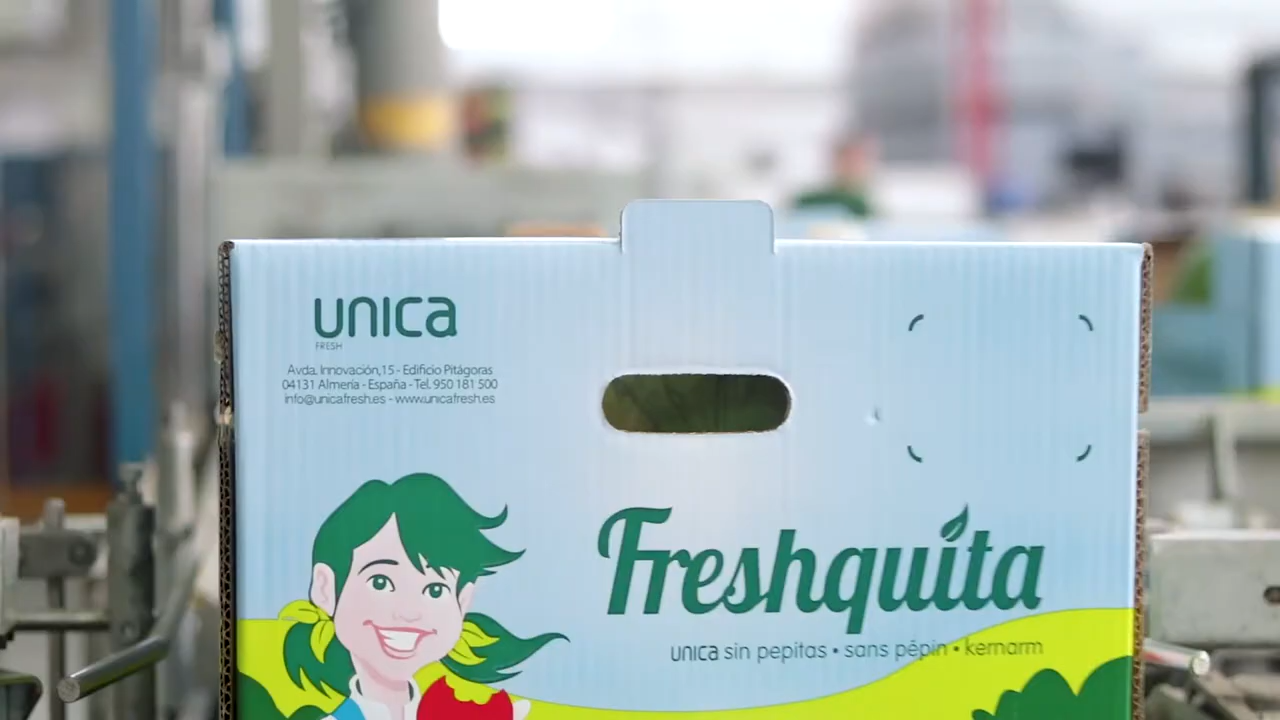 unica
FRESH
Avda. Innovación,15 - Edificio Pitágoras
04131 Almería - España - Tel. 950 181 500
info@unicafresh.es - www.unicafresh.es
Freshquita
unica sin pepitas • sans pépin • kernarm